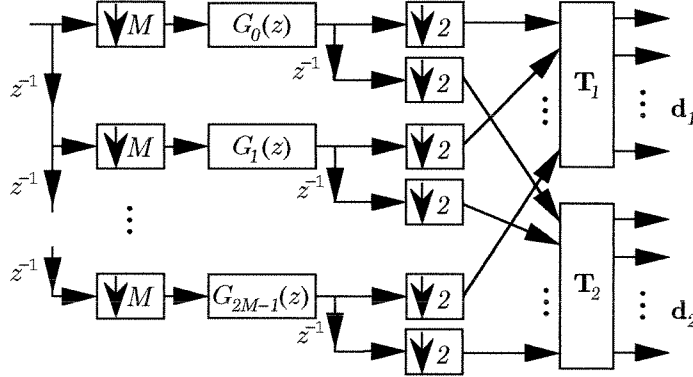 M G₀(z) 2
z⁻¹ 2 T₁
z⁻¹ ⋮ ⋮ d₁
M G₁(z) 2
z⁻¹ z⁻¹ 2
⋮
T₂
z⁻¹ M G₂M₋₁(z) 2 ⋮ ⋮ d₂
z⁻¹ 2